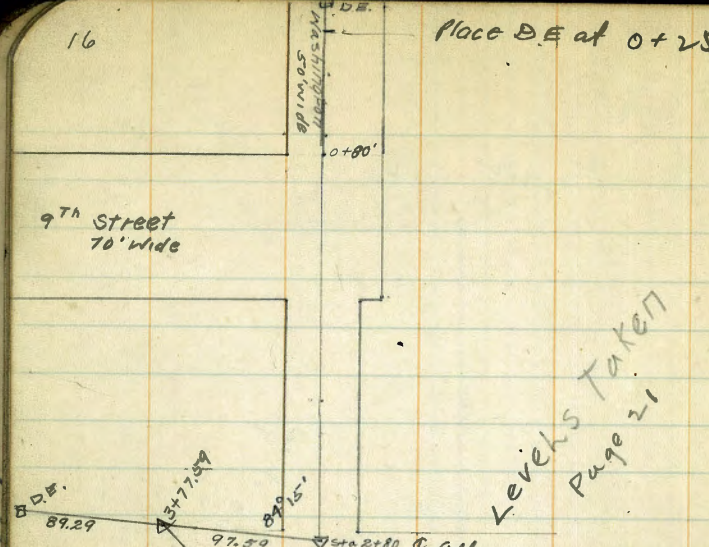 16
D.E.
Place D.E at 0+25
Washington
50' wide
0+80'
9Th Street
70' Wide
Levels Taken
Page 21
D.E.
89.29
3+77.59
84° 15'
97.59
Sta 2+80